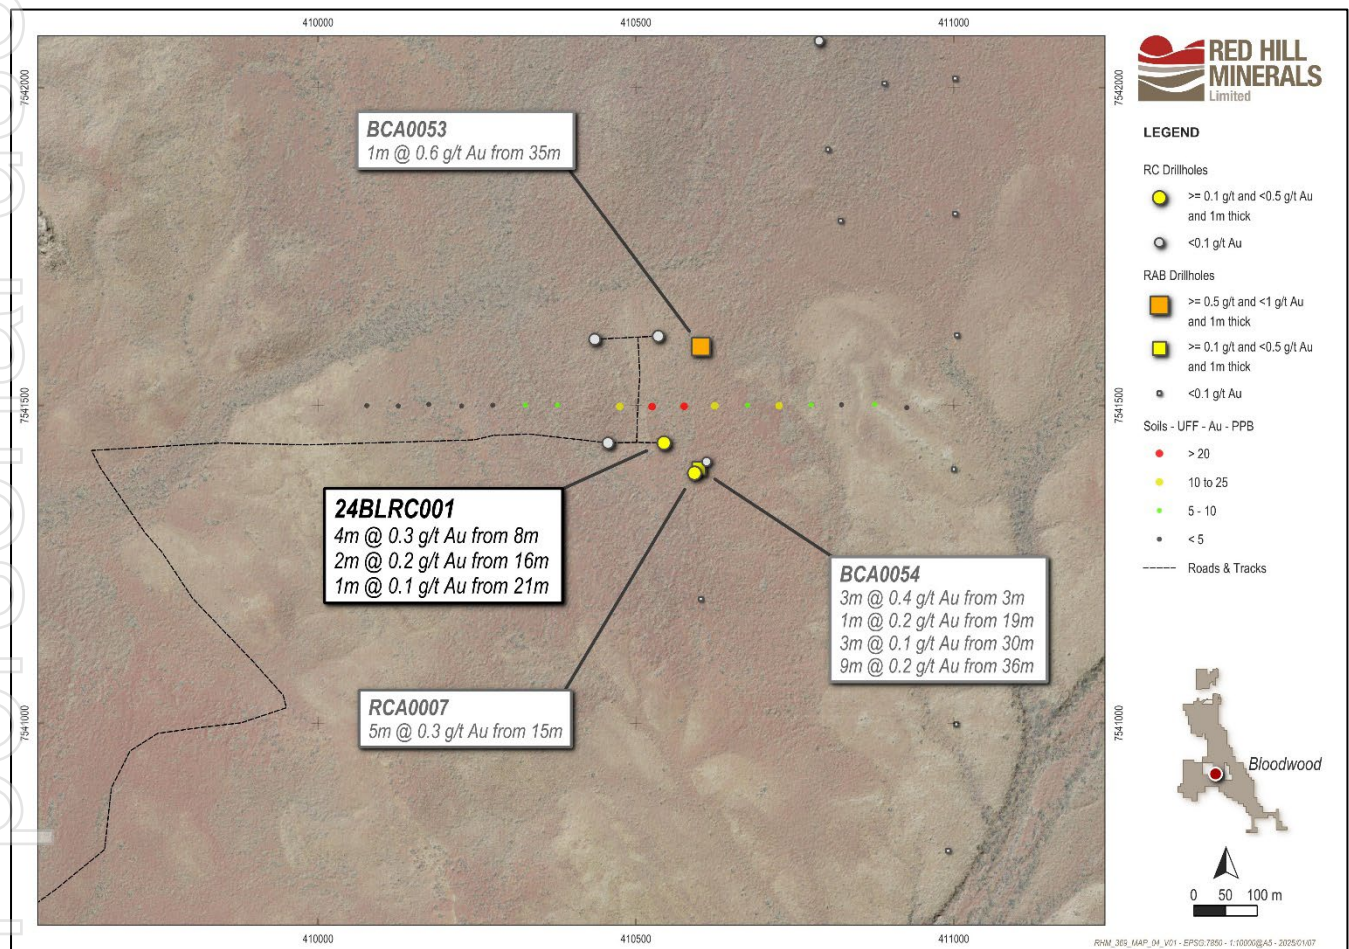 410000
410500
411000
7542000
7542000
RED HILL
MINERALS
Limited
BCA0053
1m @ 0.6 g/t Au from 35m
LEGEND
RC Drillholes
>= 0.1 g/t and <0.5 g/t Au
and 1m thick
<0.1 g/t Au
RAB Drillholes
>= 0.5 g/t and <1 g/t Au
and 1m thick
>= 0.1 g/t and <0.5 g/t Au
and 1m thick
<0.1 g/t Au
7541500
7541500
Soils - UFF - Au - PPB
> 20
10 to 25
5 - 10
< 5
Roads & Tracks
24BLRC001
4m @ 0.3 g/t Au from 8m
2m @ 0.2 g/t Au from 16m
1m @ 0.1 g/t Au from 21m
BCA0054
3m @ 0.4 g/t Au from 3m
1m @ 0.2 g/t Au from 19m
3m @ 0.1 g/t Au from 30m
9m @ 0.2 g/t Au from 36m
RCA0007
5m @ 0.3 g/t Au from 15m
7541000
7541000
Bloodwood
0 50 100 m
410000
410500
411000
RHM_369_MAP_04_V01 - EPSG:7850 - 1:10000@A5 - 2025/01/07